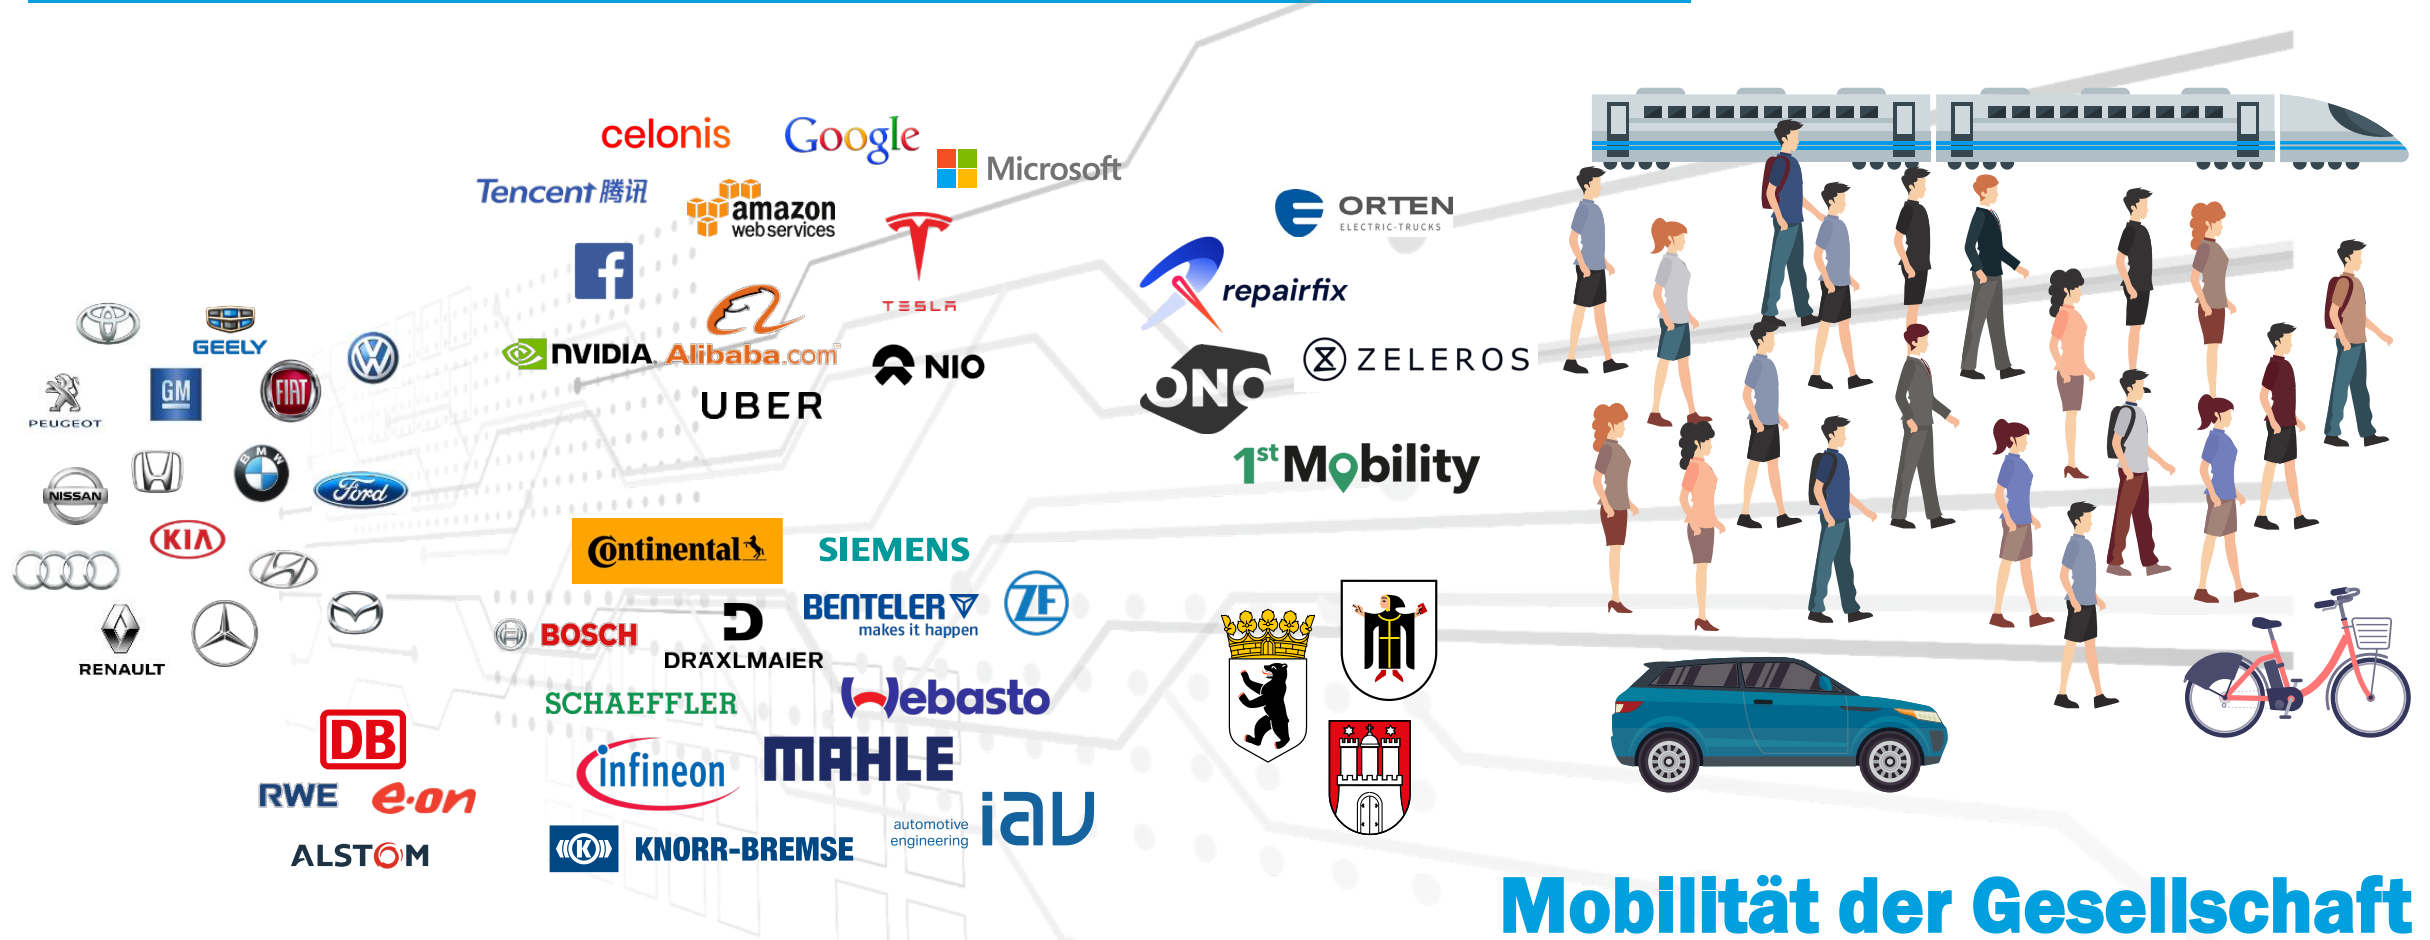 celonis
Google
Microsoft
Tencent 腾讯
amazon
webservices
TESLA
ORTEN
ELECTRIC-TRUCKS
repairfix
GEELY
nVIDIA
Alibaba.com
NIO
UBER
ONO
ZELEROS
1st Mobility
PEUGEOT
GM
FIAT
BMW
NISSAN
Ford
KIA
RENAULT
Continental
SIEMENS
BENTELER
makes it happen
ZF
BOSCH
DRÄXLMAIER
SCHAEFFLER
Webasto
infineon
MAHLE
KNORR-BREMSE
automotive
engineering
iav
DB
RWE
e·on
ALSTOM
Mobilität der Gesellschaft